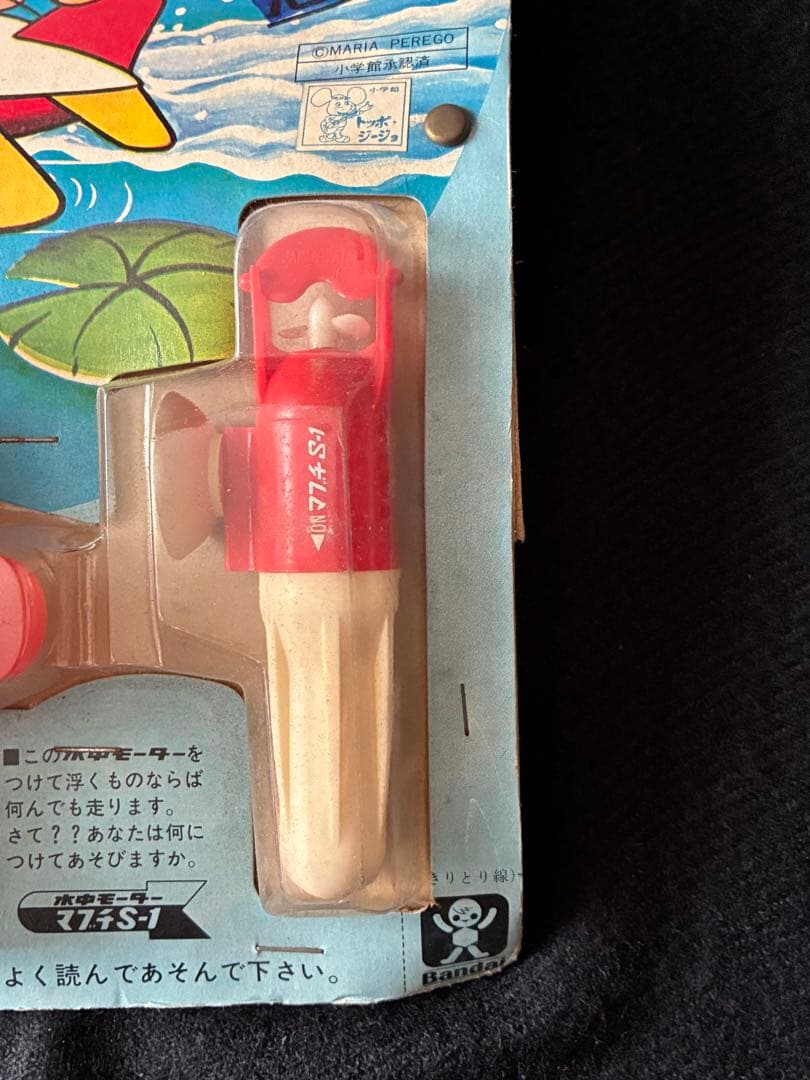 ©MARIA PEREGO
小学館承認済
小学館
トッポ・
ジージョ
ON マブチ S-1
■この水中モーターを
つけて浮くものならば
何んでも走ります。
さて??あなたは何に
つけてあそびますか。
水中モーター
マブチS-1
きりとり線)
Bandai
よく読んであそんで下さい。